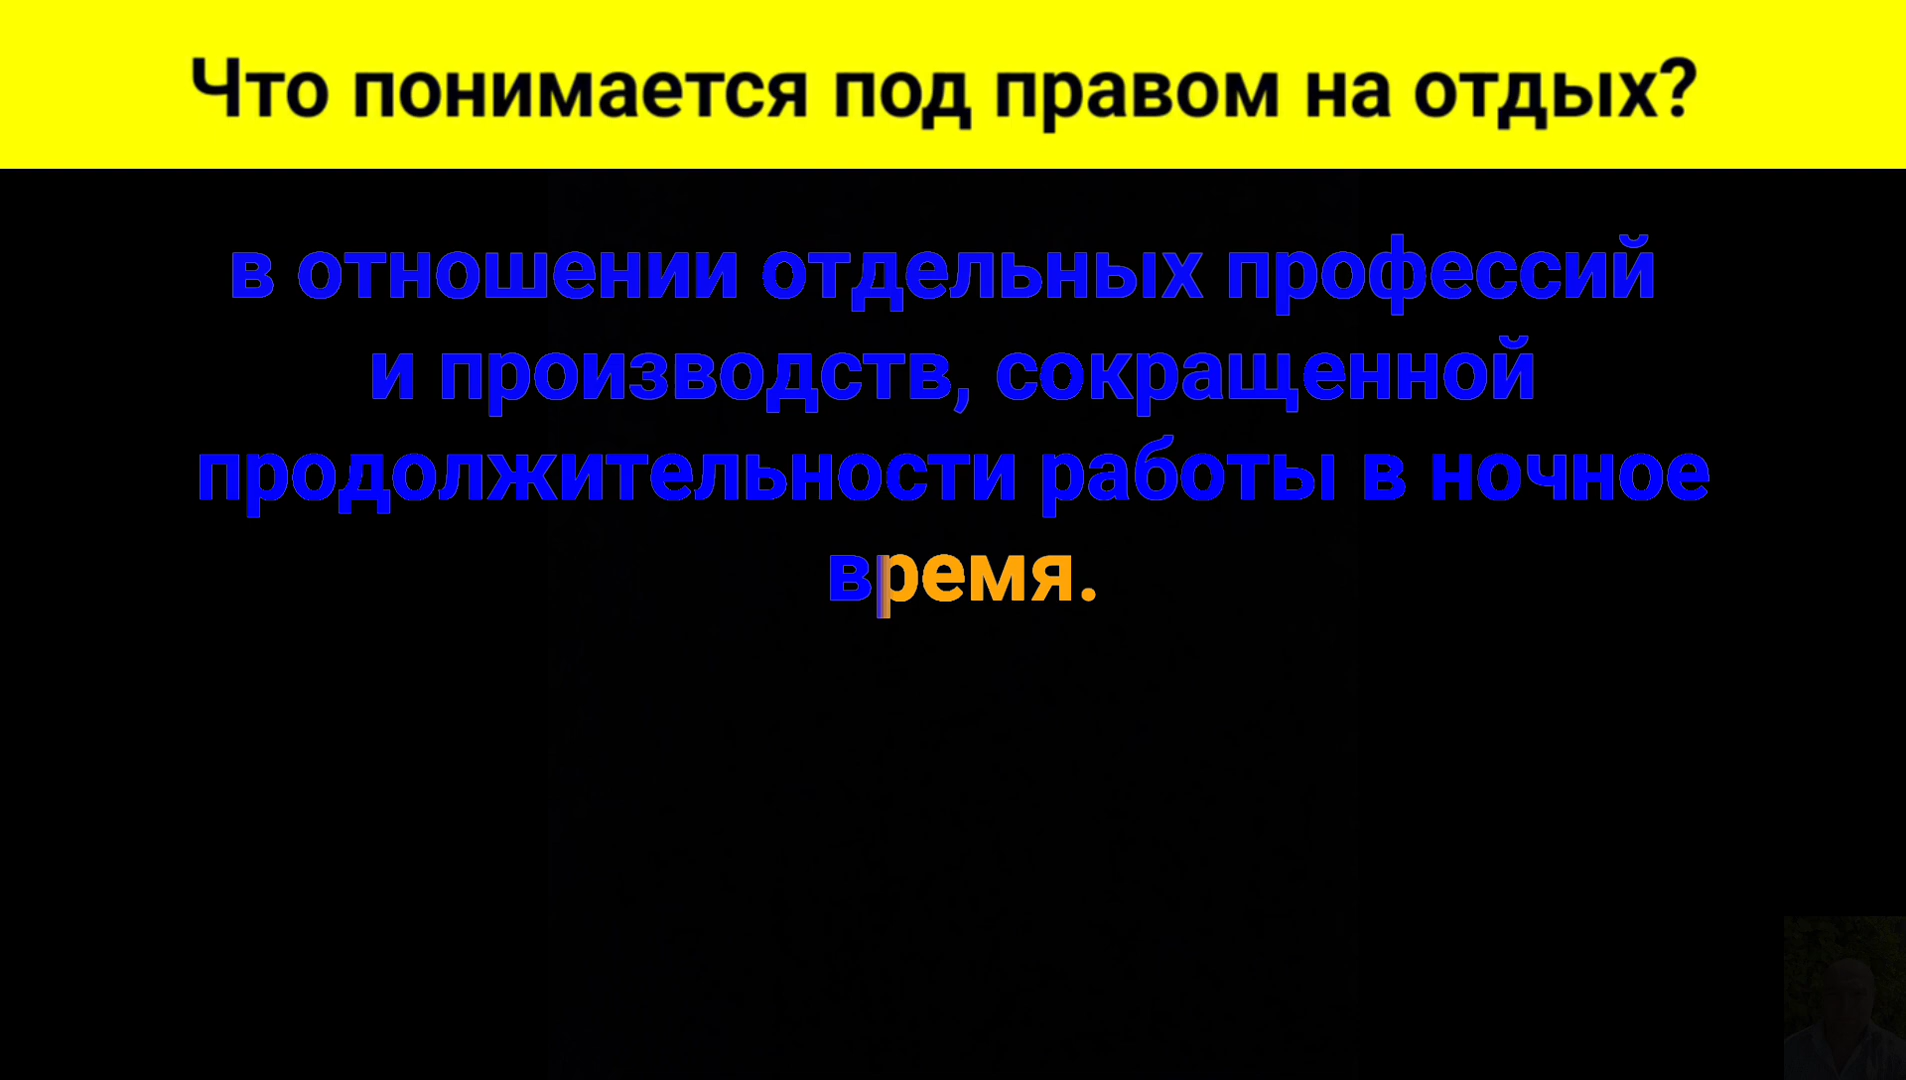 Что понимается под правом на отдых?
в отношении отдельных профессий
и производств, сокращенной
продолжительности работы в ночное
время.